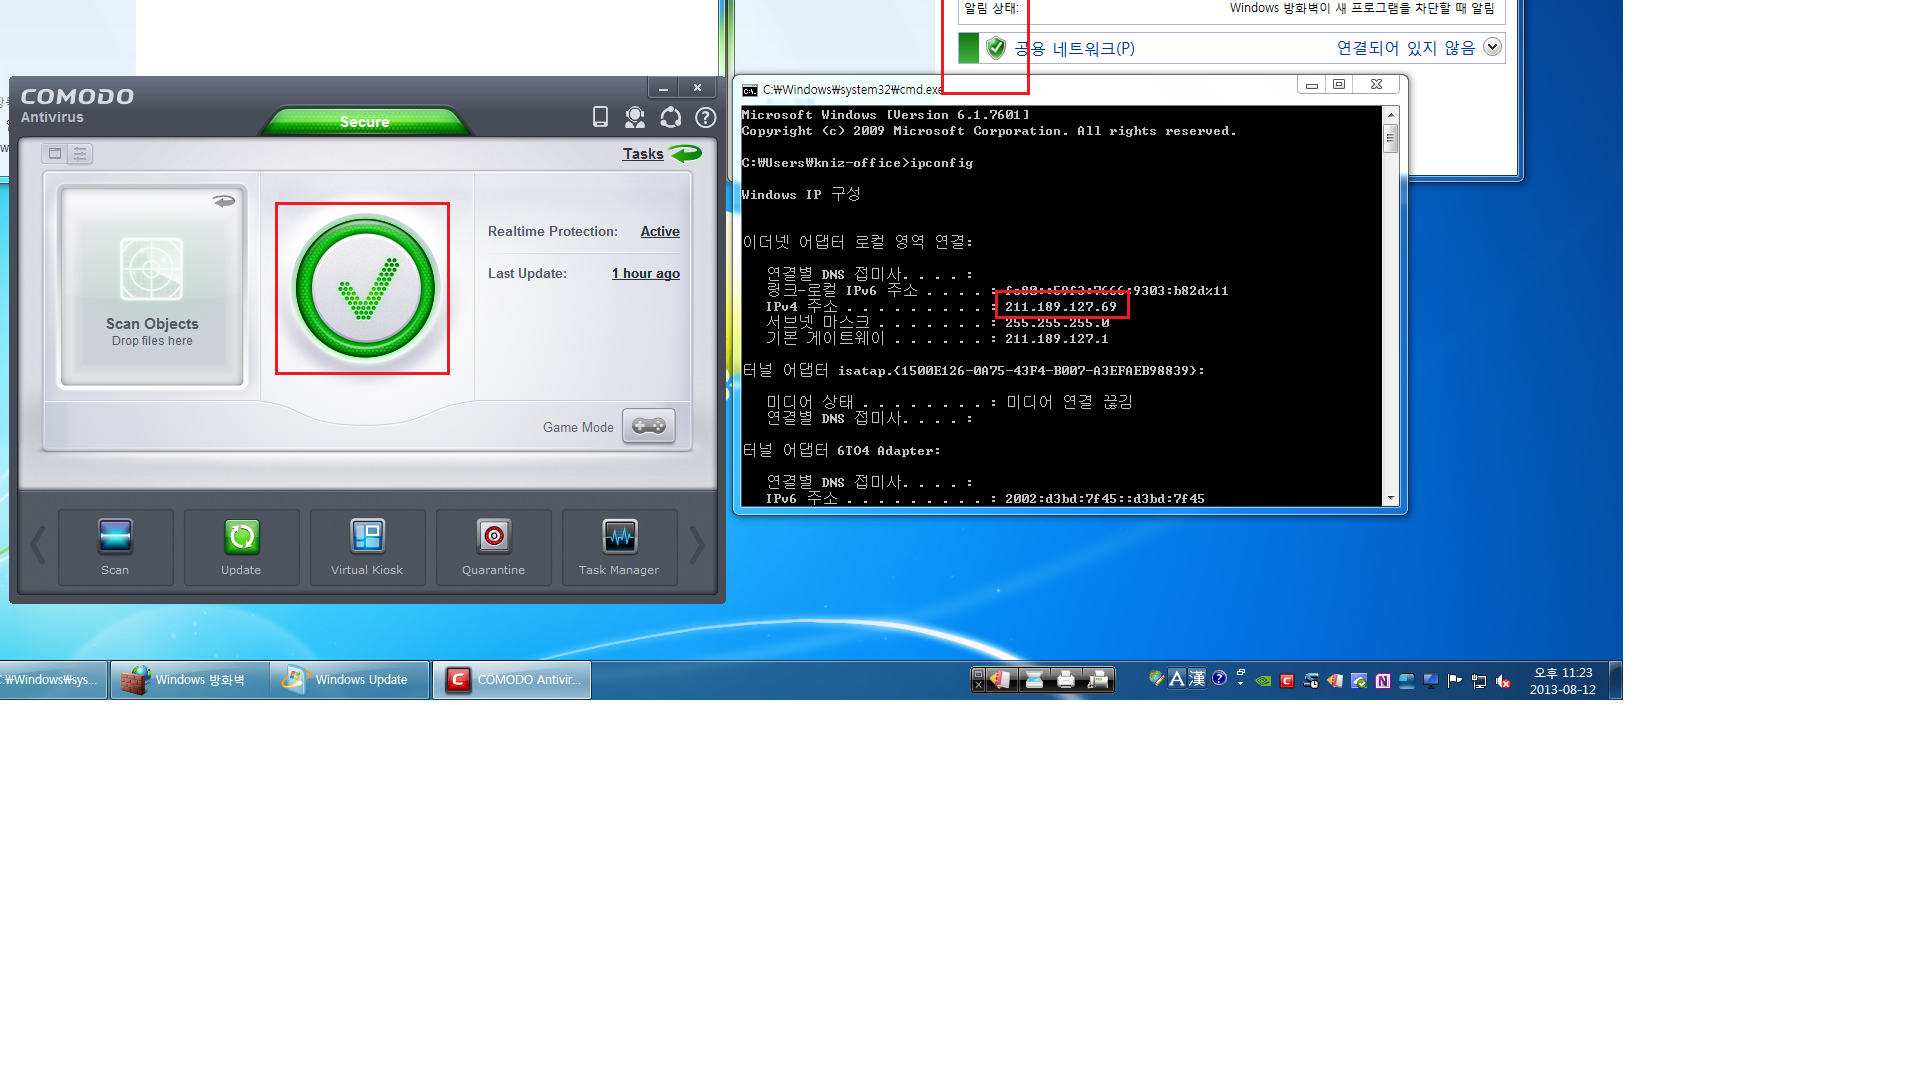 알림 상태:
Windows 방화벽이 새 프로그램을 차단할 때 알림
공용 네트워크(P)
연결되어 있지 않음
COMODO
Antivirus
Secure
Tasks
Scan Objects
Drop files here
Realtime Protection: Active
Last Update: 1 hour ago
Game Mode
Scan
Update
Virtual Kiosk
Quarantine
Task Manager
C:\Windows\system32\cmd.exe
Microsoft Windows [Version 6.1.7601]
Copyright (c) 2009 Microsoft Corporation. All rights reserved.
C:₩Users₩kniz-office>ipconfig
Windows IP 구성
이더넷 어댑터 로컬 영역 연결:
연결별 DNS 접미사. . . . :
링크-로컬 IPv6 주소 . . . . : fe80::59f3:7666:9303:b82d%11
IPv4 주소 . . . . . . . . . : 211.189.127.69
서브넷 마스크 . . . . . . . : 255.255.255.0
기본 게이트웨이 . . . . . . : 211.189.127.1
터널 어댑터 isatap.{1500E126-0A75-43F4-B007-A3EFAEB98839}:
미디어 상태 . . . . . . . . : 미디어 연결 끊김
연결별 DNS 접미사. . . . :
터널 어댑터 6TO4 Adapter:
연결별 DNS 접미사. . . . :
IPv6 주소 . . . . . . . . . : 2002:d3bd:7f45::d3bd:7f45
C:₩Windows₩sys...
Windows 방화벽
Windows Update
COMODO Antivir...
A 漢
오후 11:23
2013-08-12